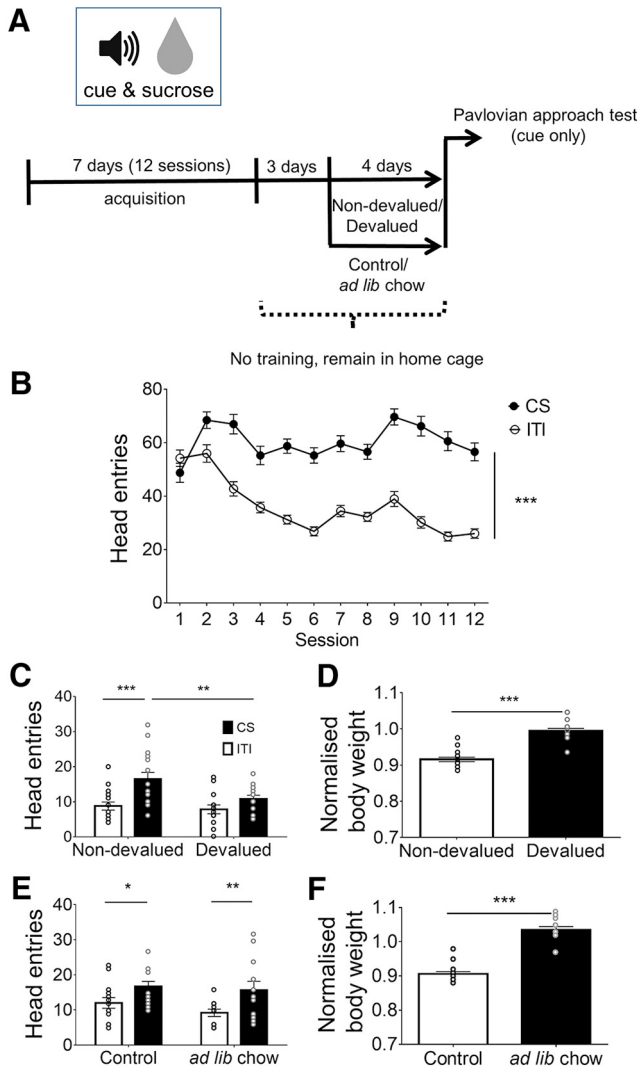 A
cue & sucrose
Pavlovian approach test
(cue only)
7 days (12 sessions)
3 days
4 days
acquisition
Non-devalued/
Devalued
Control/
ad lib chow
No training, remain in home cage
B
80
60
40
20
0
Head entries
CS
ITI
***
1 2 3 4 5 6 7 8 9 10 11 12
Session
C
40
30
20
10
0
Head entries
***
**
CS
ITI
Non-devalued Devalued
D
1.1
1.0
0.9
0.8
0.7
Normalised
body weight
***
Non-devalued Devalued
E
40
30
20
10
0
Head entries
*
**
Control ad lib chow
F
1.1
1.0
0.9
0.8
0.7
Normalised
body weight
***
Control ad lib chow